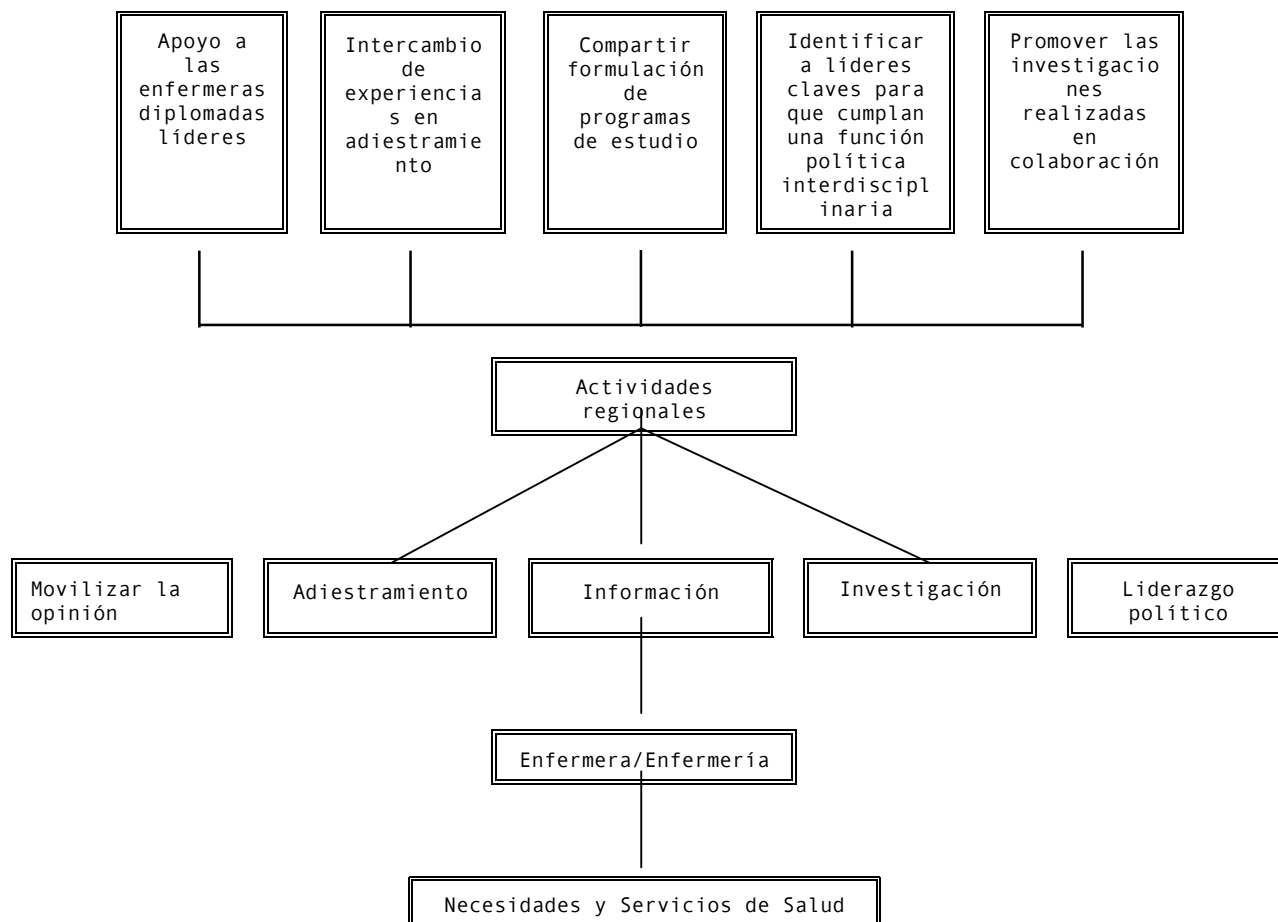 Apoyo a
las
enfermeras
diplomadas
líderes
Intercambio
de
experiencia
s en
adiestramie
nto
Compartir
formulación
de
programas
de estudio
Identificar
a líderes
claves para
que cumplan
una función
política
interdiscipl
inaria
Promover las
investigacio
nes
realizadas
en
colaboración
Actividades
regionales
Movilizar la
opinión
Adiestramiento
Información
Investigación
Liderazgo
político
Enfermera/Enfermería
Necesidades y Servicios de Salud